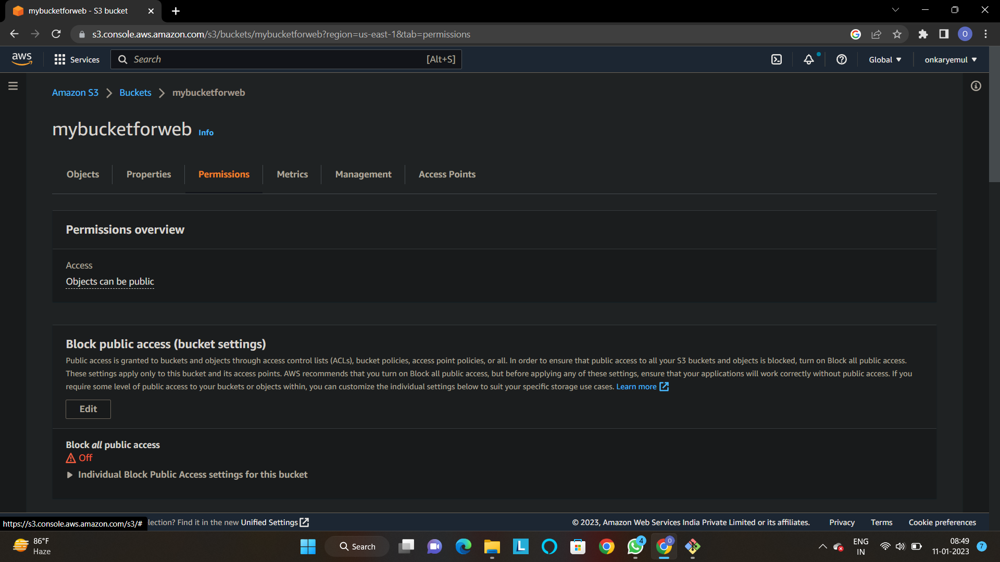 mybucketforweb - S3 bucket
s3.console.aws.amazon.com/s3/buckets/mybucketforweb?region=us-east-1&tab=permissions
O
aws
Services
Search
[Alt+S]
Global
onkaryemul
Amazon S3
Buckets
mybucketforweb
mybucketforweb
Info
Objects
Properties
Permissions
Metrics
Management
Access Points
Permissions overview
Access
Objects can be public
Block public access (bucket settings)
Public access is granted to buckets and objects through access control lists (ACLs), bucket policies, access point policies, or all. In order to ensure that public access to all your S3 buckets and objects is blocked, turn on Block all public access.
These settings apply only to this bucket and its access points. AWS recommends that you turn on Block all public access, but before applying any of these settings, ensure that your applications will work correctly without public access. If you
require some level of public access to your buckets or objects within, you can customize the individual settings below to suit your specific storage use cases. Learn more
Edit
Block all public access
Off
Individual Block Public Access settings for this bucket
https://s3.console.aws.amazon.com/s3/#
lection? Find it in the new Unified Settings
© 2023, Amazon Web Services India Private Limited or its affiliates.
Privacy
Terms
Cookie preferences
86°F
Haze
Search
L
4
O
ENG
IN
08:49
11-01-2023
7